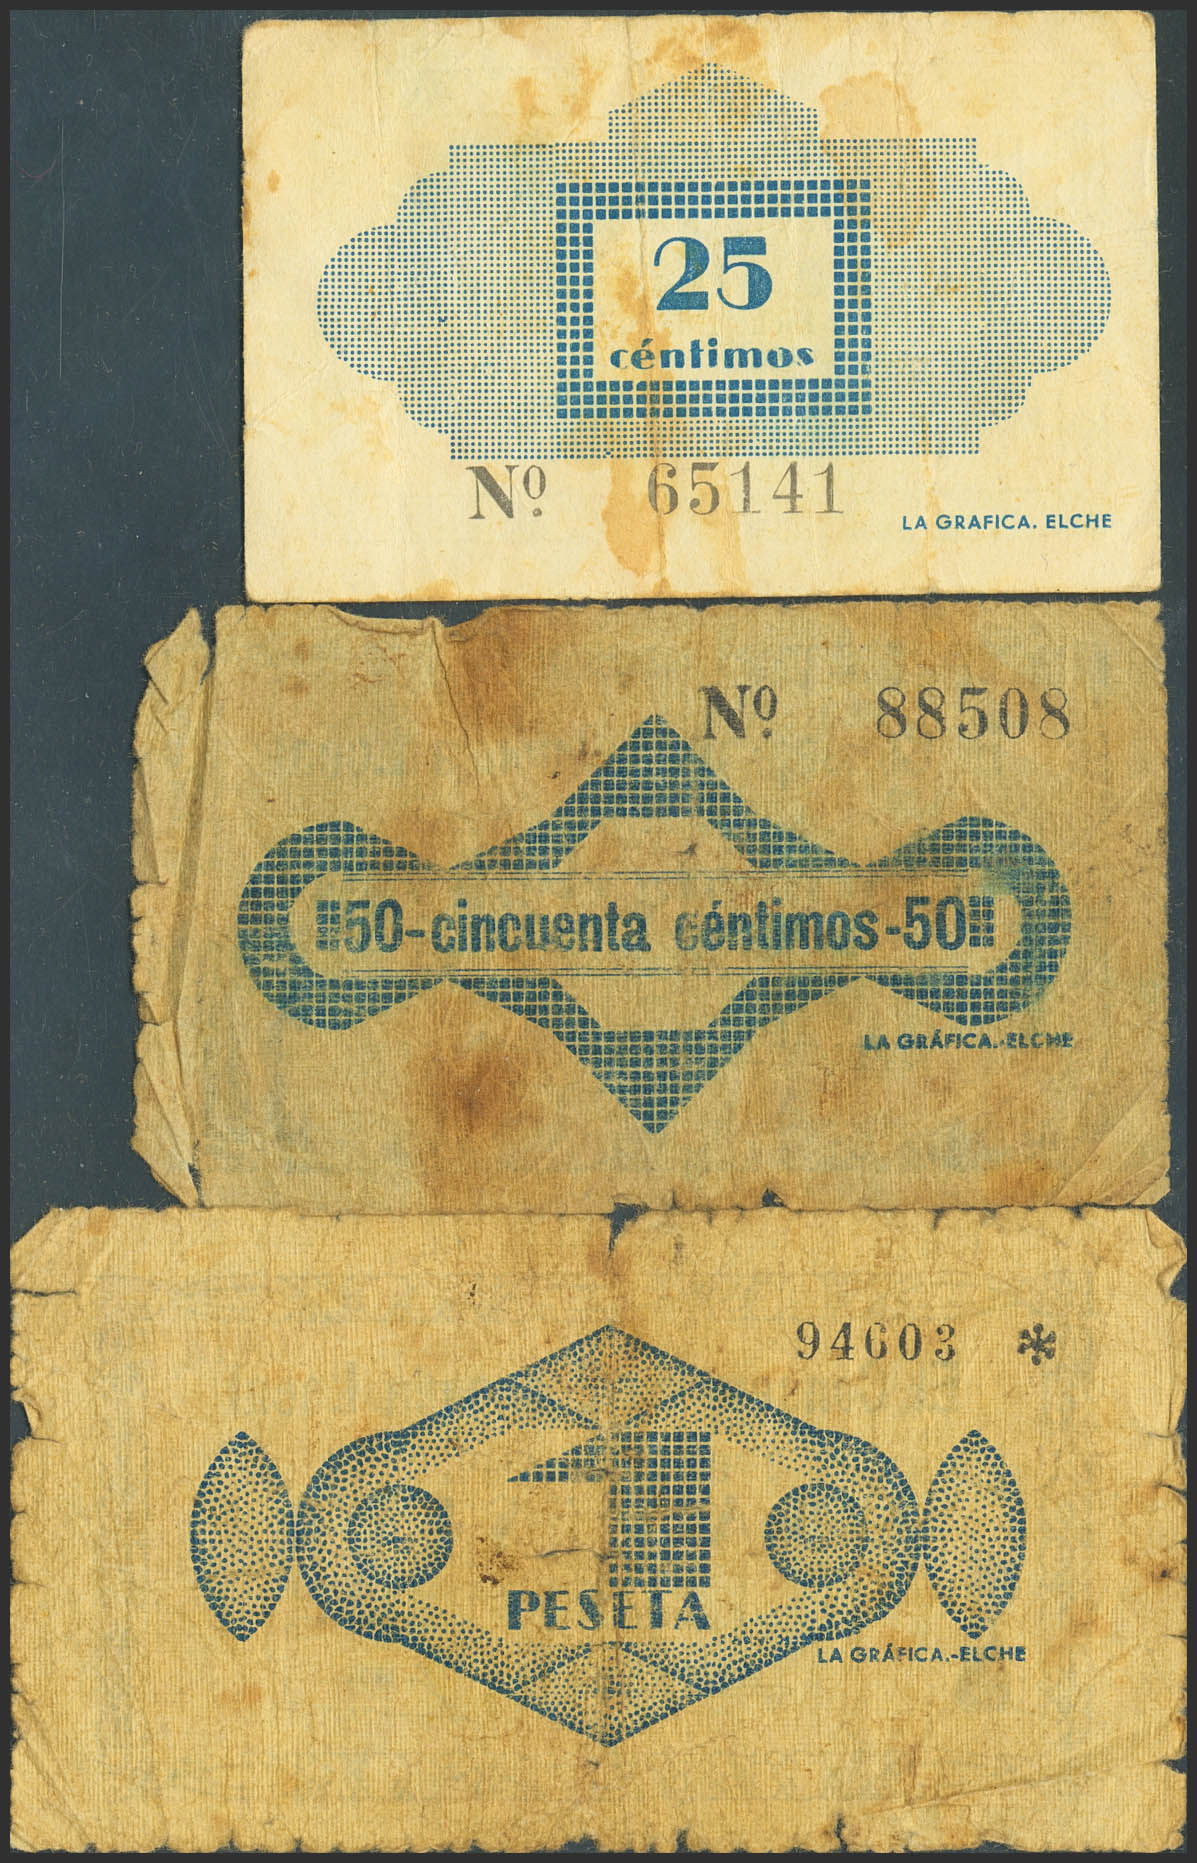 25
céntimos
Nº 65141
LA GRAFICA. ELCHE
Nº 88508
50-cincuenta céntimos-50
LA GRÁFICA.-ELCHE
94603 *
1
PESETA
LA GRÁFICA.-ELCHE